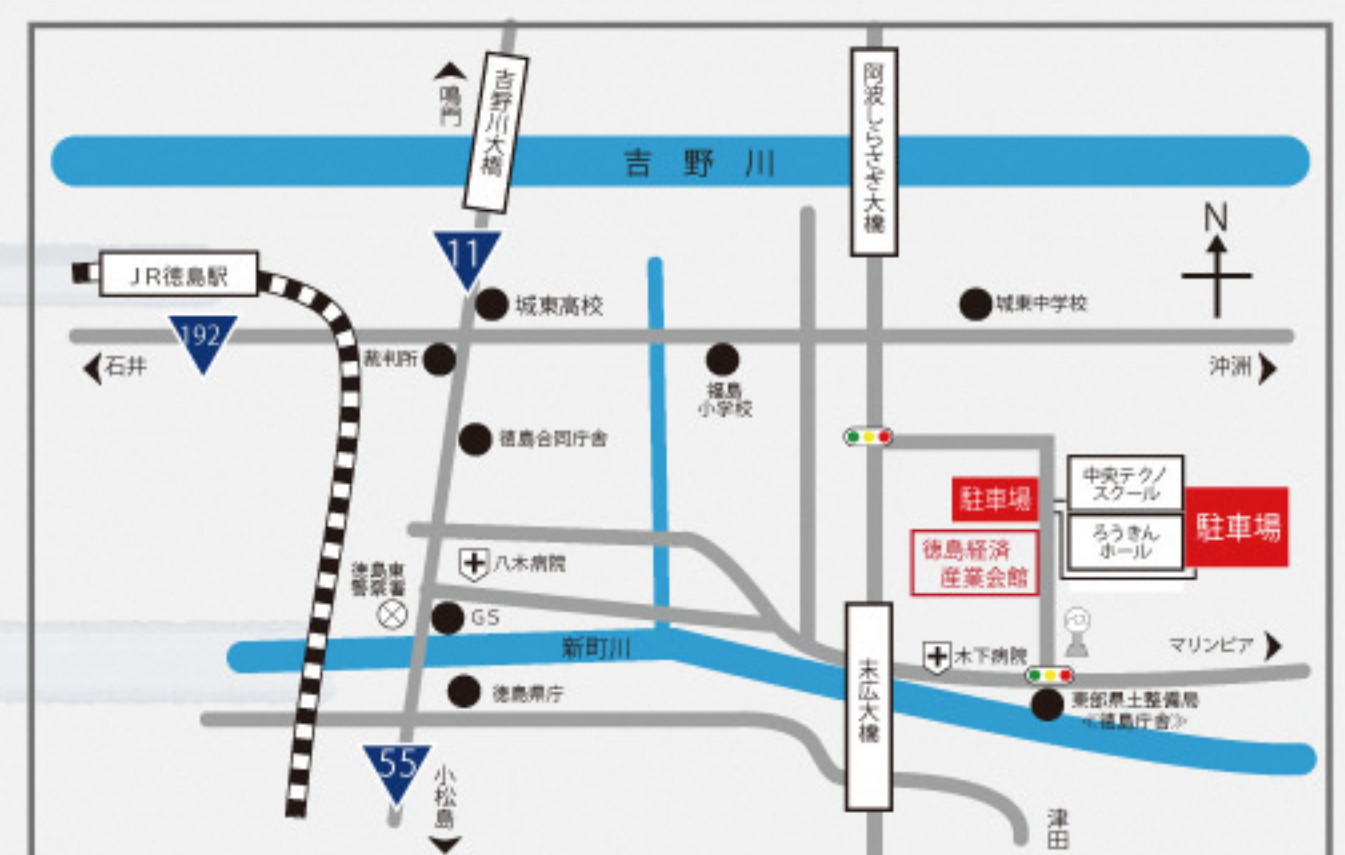 吉野川大橋
阿波しらさぎ大橋
鳴門
吉野川
N
11
JR徳島駅
城東高校
城東中学校
192
裁判所
石井
福島
小学校
沖洲
徳島合同庁舎
中央テクノ
スクール
駐車場
駐車場
ろうきん
ホール
徳島経済
産業会館
八木病院
徳島東
警察署
GS
新町川
末広大橋
木下病院
マリンピア
徳島県庁
東部県土整備局
≪徳島庁舎≫
55
小松島
津田